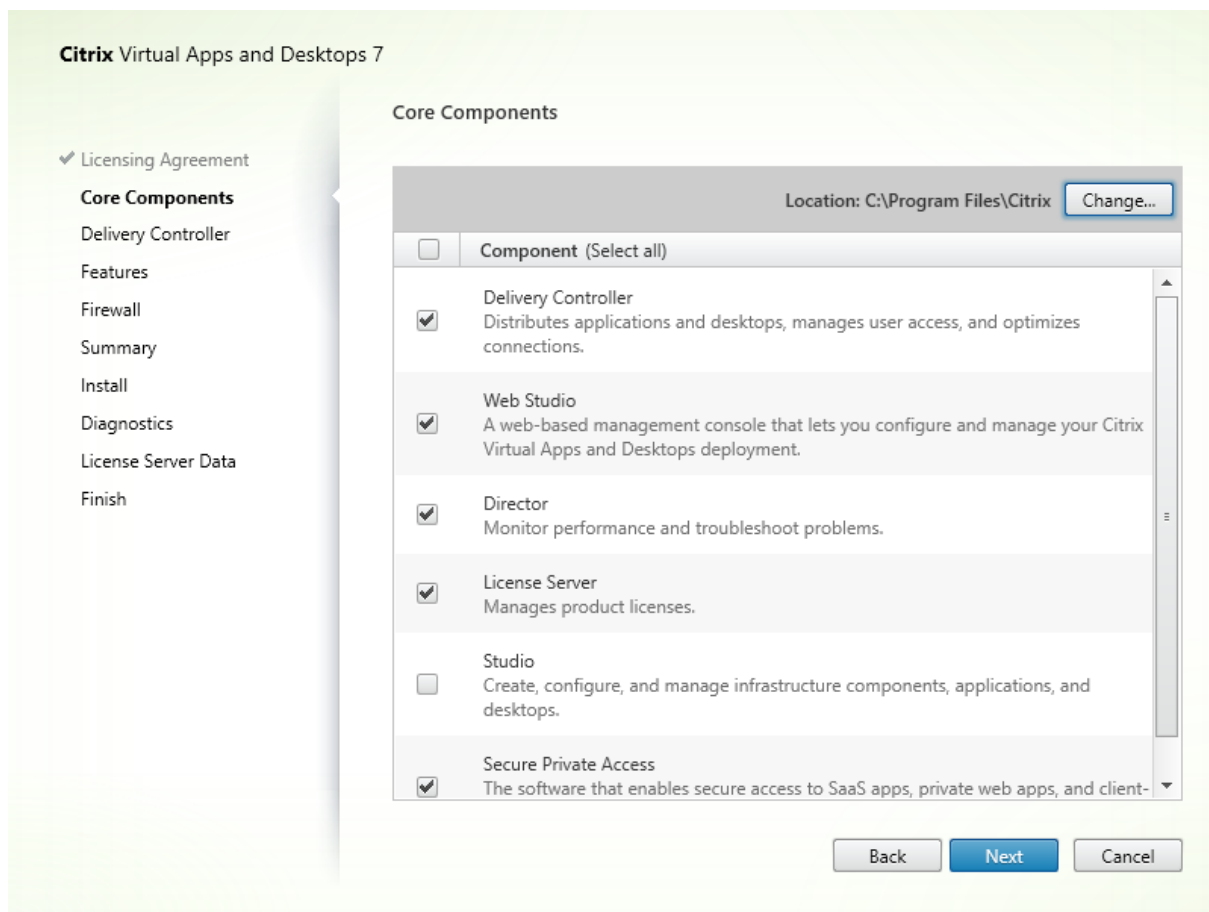 Citrix Virtual Apps and Desktops 7
Licensing Agreement
Core Components
Delivery Controller
Features
Firewall
Summary
Install
Diagnostics
License Server Data
Finish
Core Components
Location: C:\Program Files\Citrix Change...
Component (Select all)
Delivery Controller
Distributes applications and desktops, manages user access, and optimizes
connections.
Web Studio
A web-based management console that lets you configure and manage your Citrix
Virtual Apps and Desktops deployment.
Director
Monitor performance and troubleshoot problems.
License Server
Manages product licenses.
Studio
Create, configure, and manage infrastructure components, applications, and
desktops.
Secure Private Access
The software that enables secure access to SaaS apps, private web apps, and client-
Back Next Cancel